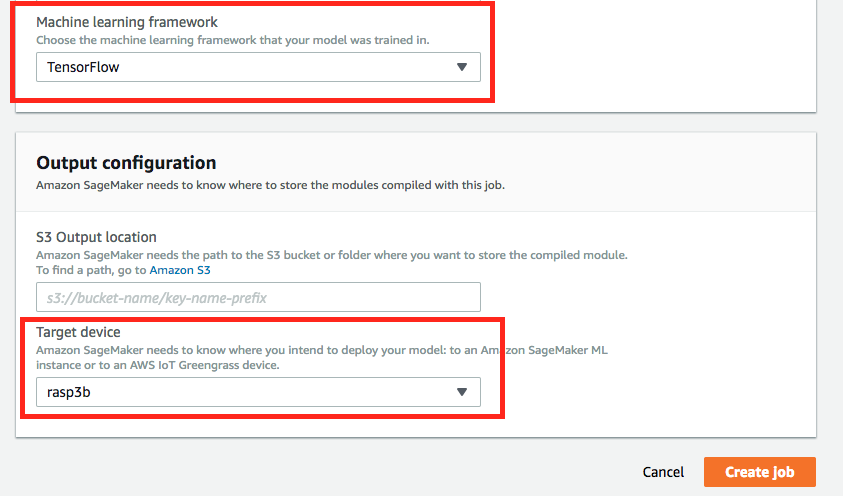 Machine learning framework
Choose the machine learning framework that your model was trained in.
TensorFlow
Output configuration
Amazon SageMaker needs to know where to store the modules compiled with this job.
S3 Output location
Amazon SageMaker needs the path to the S3 bucket or folder where you want to store the compiled module.
To find a path, go to Amazon S3
s3://bucket-name/key-name-prefix
Target device
Amazon SageMaker needs to know where you intend to deploy your model: to an Amazon SageMaker ML
instance or to an AWS IoT Greengrass device.
rasp3b
Cancel
Create job